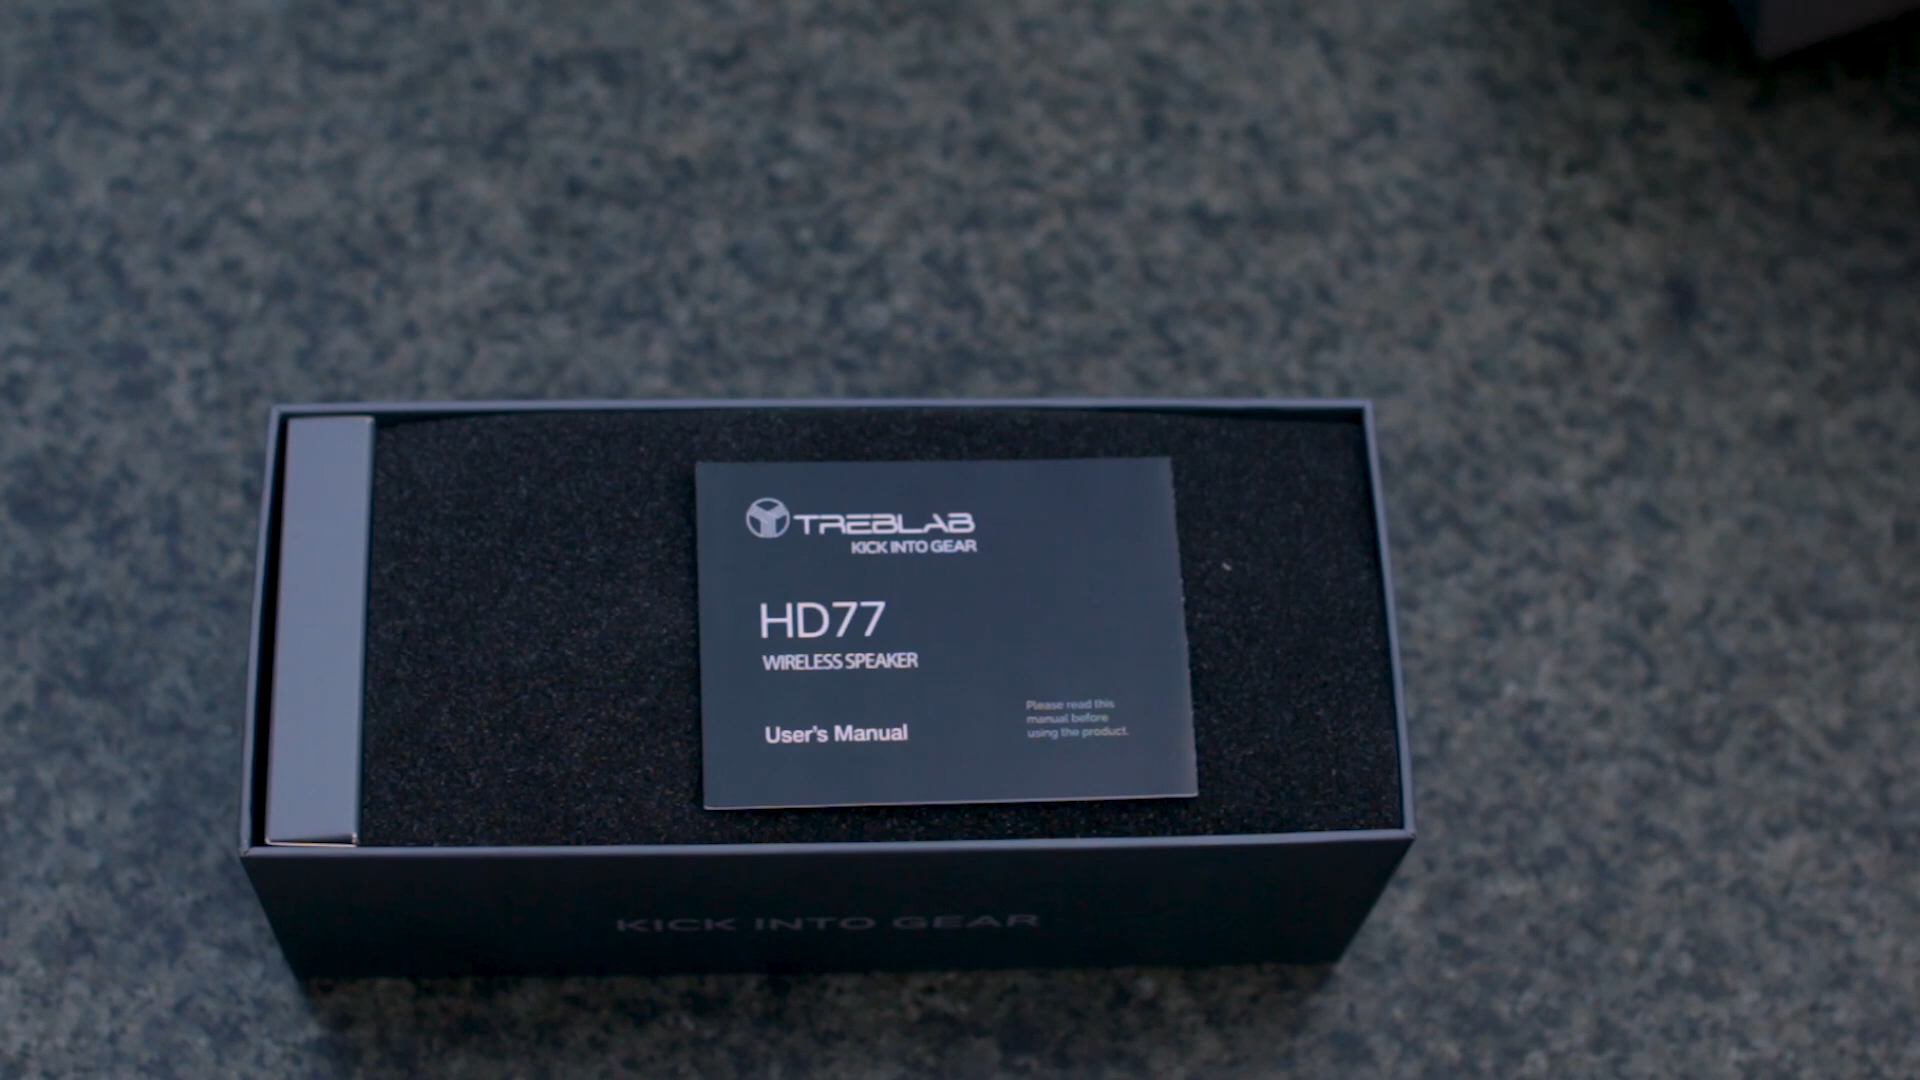 TREBLAB
KICK INTO GEAR
HD77
WIRELESS SPEAKER
User's Manual
Please read this
manual before
using the product.
KICK INTO GEAR